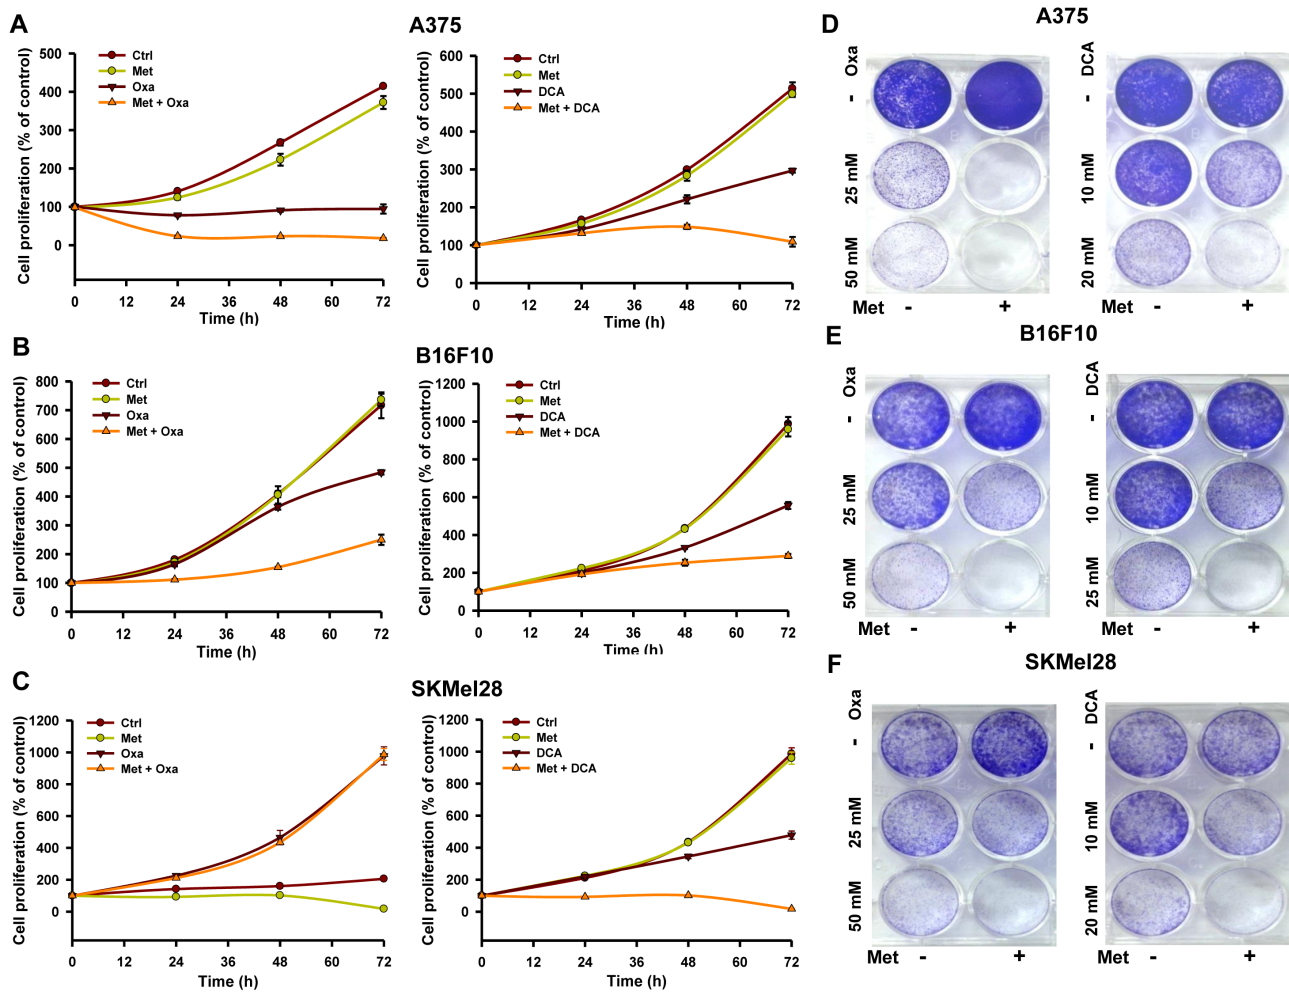 A
A375
Cell proliferation (% of control)
500
400
300
200
100
0
0 12 24 36 48 60 72
Time (h)
Ctrl
Met
Oxa
Met + Oxa
Cell proliferation (% of control)
600
500
400
300
200
100
0
0 12 24 36 48 60 72
Time (h)
Ctrl
Met
DCA
Met + DCA
D
A375
Oxa
-
25 mM
50 mM
Met - +
DCA
-
10 mM
20 mM
Met - +
B
B16F10
Cell proliferation (% of control)
800
700
600
500
400
300
200
100
0
0 12 24 36 48 60 72
Time (h)
Ctrl
Met
Oxa
Met + Oxa
Cell proliferation (% of control)
1200
1000
800
600
400
200
0
0 12 24 36 48 60 72
Time (h)
Ctrl
Met
DCA
Met + DCA
E
B16F10
Oxa
-
25 mM
50 mM
Met - +
DCA
-
10 mM
25 mM
Met - +
C
SKMel28
Cell proliferation (% of control)
1200
1000
800
600
400
200
0
0 12 24 36 48 60 72
Time (h)
Ctrl
Met
Oxa
Met + Oxa
Cell proliferation (% of control)
1200
1000
800
600
400
200
0
0 12 24 36 48 60 72
Time (h)
Ctrl
Met
DCA
Met + DCA
F
SKMel28
Oxa
-
25 mM
50 mM
Met - +
DCA
-
10 mM
20 mM
Met - +